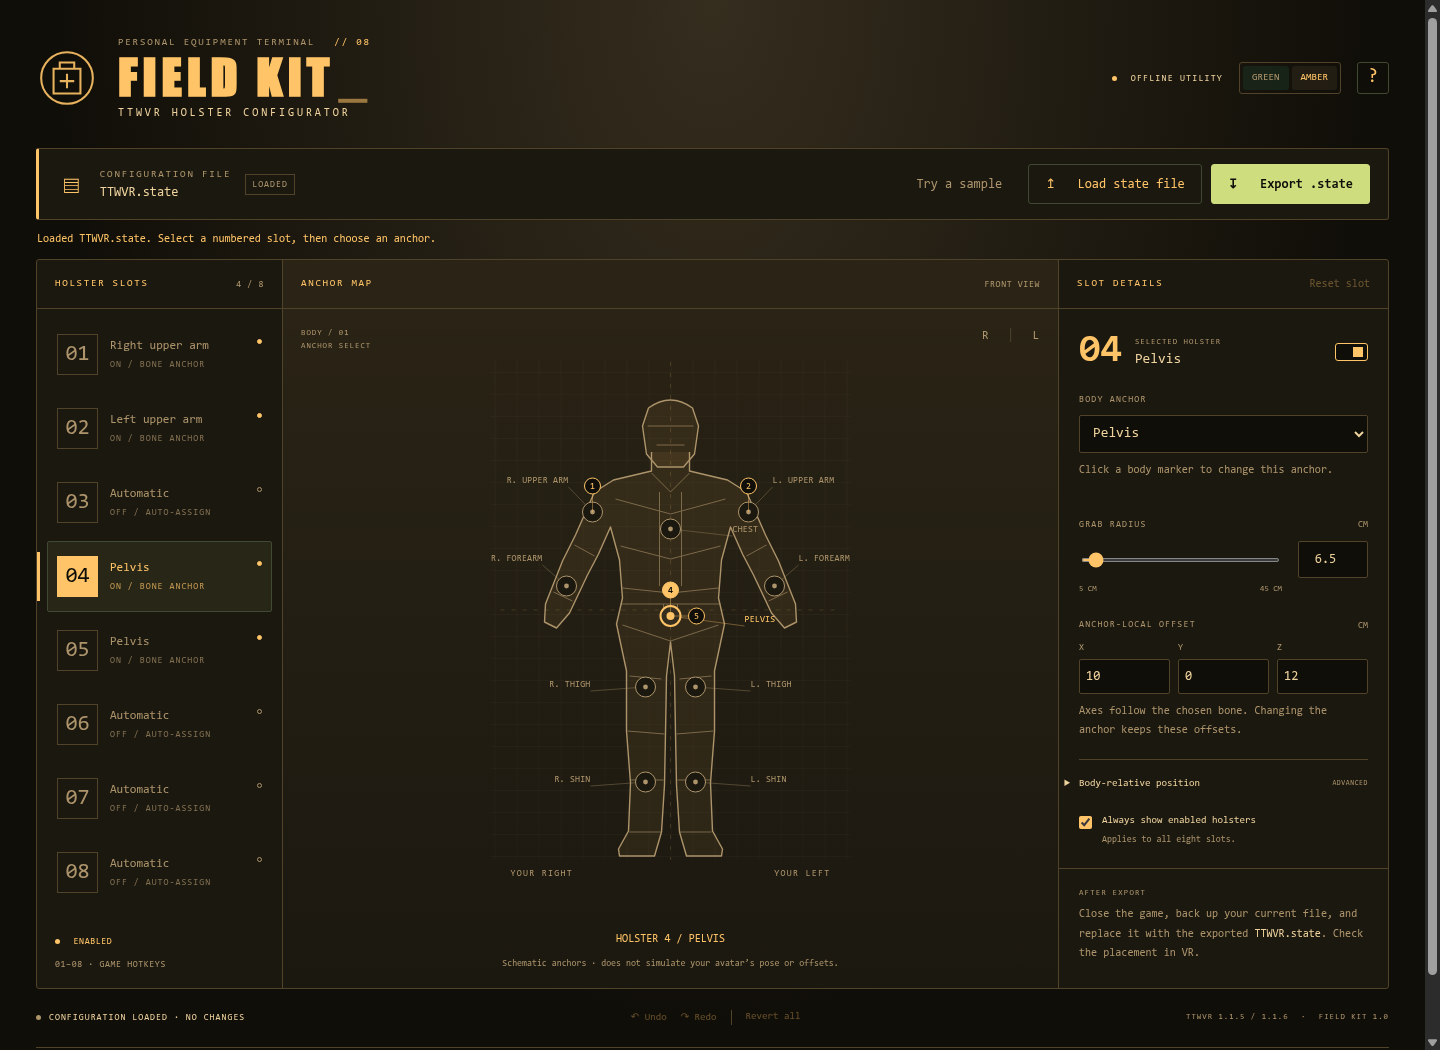 PERSONAL EQUIPMENT TERMINAL // 08
FIELD KIT_
TTWVR HOLSTER CONFIGURATOR
OFFLINE UTILITY
GREEN
AMBER
?
CONFIGURATION FILE
TTWVR.state
LOADED
Try a sample
↥ Load state file
↧ Export .state
Loaded TTWVR.state. Select a numbered slot, then choose an anchor.
HOLSTER SLOTS
4 / 8
01
Right upper arm
ON / BONE ANCHOR
02
Left upper arm
ON / BONE ANCHOR
03
Automatic
OFF / AUTO-ASSIGN
04
Pelvis
ON / BONE ANCHOR
05
Pelvis
ON / BONE ANCHOR
06
Automatic
OFF / AUTO-ASSIGN
07
Automatic
OFF / AUTO-ASSIGN
08
Automatic
OFF / AUTO-ASSIGN
ENABLED
01–08 · GAME HOTKEYS
ANCHOR MAP
FRONT VIEW
BODY / 01
ANCHOR SELECT
R | L
R. UPPER ARM
1
2
L. UPPER ARM
CHEST
R. FOREARM
L. FOREARM
4
5
PELVIS
R. THIGH
L. THIGH
R. SHIN
L. SHIN
YOUR RIGHT
YOUR LEFT
HOLSTER 4 / PELVIS
Schematic anchors · does not simulate your avatar’s pose or offsets.
SLOT DETAILS
Reset slot
04
SELECTED HOLSTER
Pelvis
BODY ANCHOR
Pelvis
Click a body marker to change this anchor.
GRAB RADIUS
CM
6.5
5 CM
45 CM
ANCHOR-LOCAL OFFSET
CM
X
Y
Z
10
0
12
Axes follow the chosen bone. Changing the
anchor keeps these offsets.
Body-relative position
ADVANCED
Always show enabled holsters
Applies to all eight slots.
AFTER EXPORT
Close the game, back up your current file, and
replace it with the exported TTWVR.state. Check
the placement in VR.
CONFIGURATION LOADED · NO CHANGES
↶ Undo
↷ Redo
Revert all
TTWVR 1.1.5 / 1.1.6 · FIELD KIT 1.0